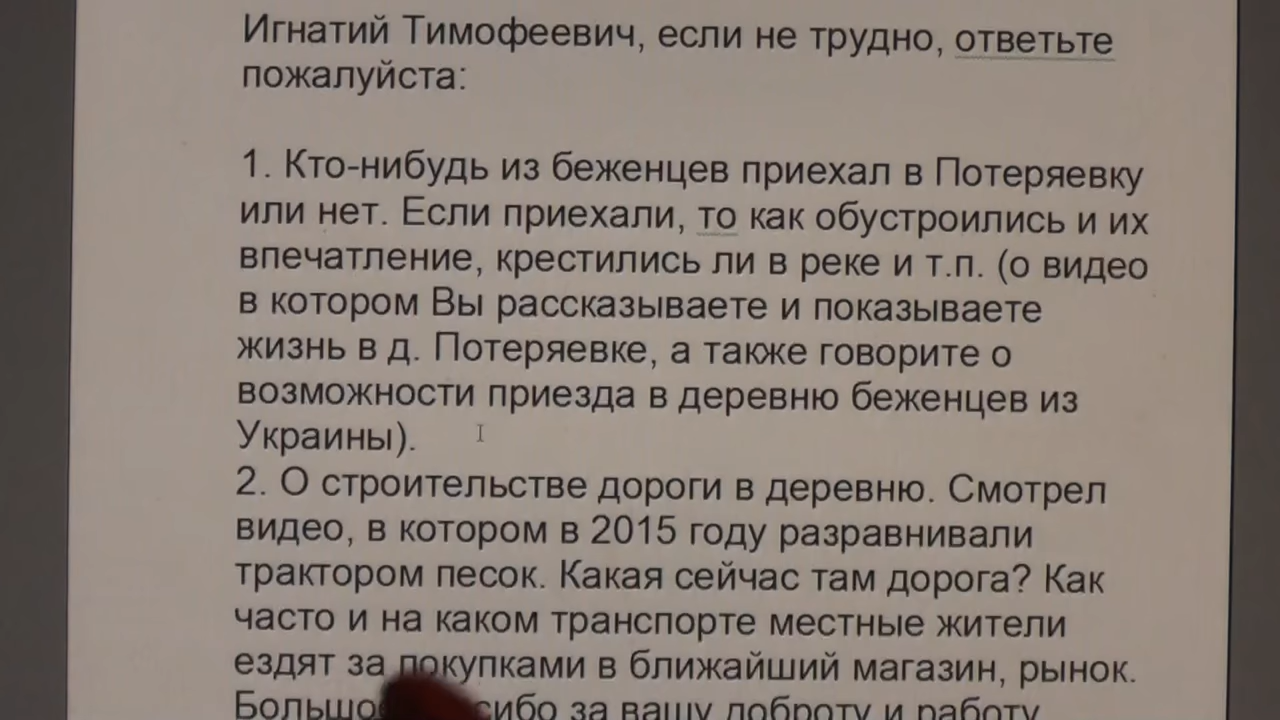 Игнатий Тимофеевич, если не трудно, ответьте
пожалуйста:
1. Кто-нибудь из беженцев приехал в Потеряевку
или нет. Если приехали, то как обустроились и их
впечатление, крестились ли в реке и т.п. (о видео
в котором Вы рассказываете и показываете
жизнь в д. Потеряевке, а также говорите о
возможности приезда в деревню беженцев из
Украины).
2. О строительстве дороги в деревню. Смотрел
видео, в котором в 2015 году разравнивали
трактором песок. Какая сейчас там дорога? Как
часто и на каком транспорте местные жители
ездят за покупками в ближайший магазин, рынок.
за вашу доброту и работу